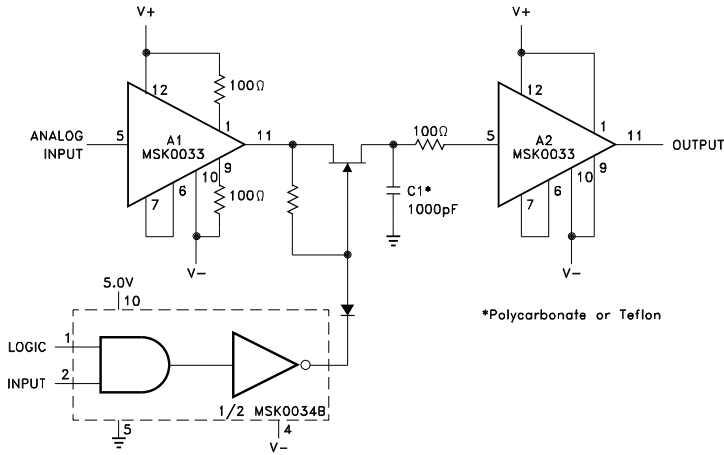 V+
V+
12
100Ω
12
1
1
ANALOG
INPUT
5
A1
MSK0033
11
100Ω
5
A2
MSK0033
11
OUTPUT
10
9
10
9
6
7
100Ω
C1*
1000pF
6
7
V-
V-
5.0V
10
*Polycarbonate or Teflon
LOGIC
1
INPUT
2
1/2 MSK0034B
5
4
V-